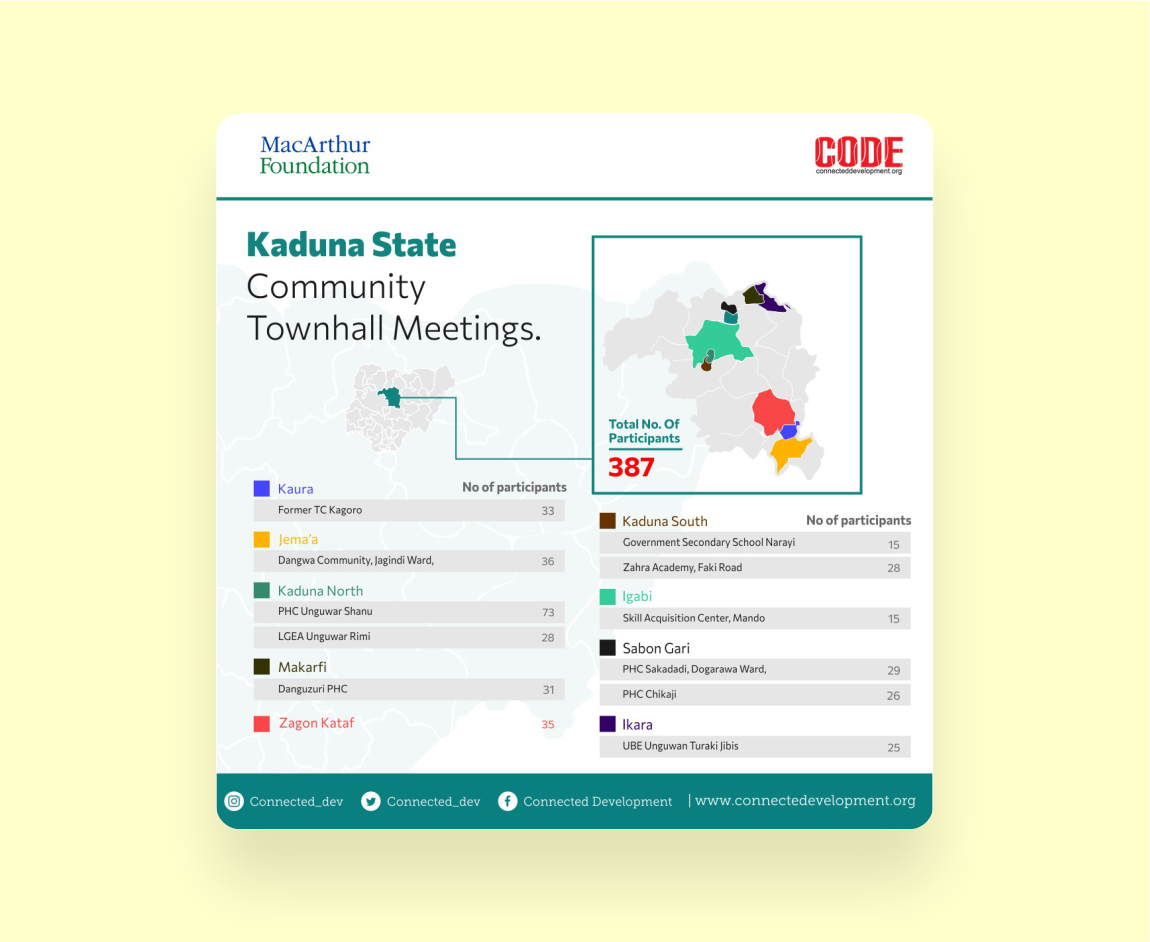 MacArthur
Foundation
CODE
connecteddevelopment.org
Kaduna State
Community
Townhall Meetings.
Total No. Of
Participants
387
Kaura No of participants
Former TC Kagoro 33
Jema'a
Dangwa Community, Jagindi Ward, 36
Kaduna North
PHC Unguwar Shanu 73
LGEA Unguwar Rimi 28
Makarfi
Danguzuri PHC 31
Zagon Kataf 35
Kaduna South No of participants
Government Secondary School Narayi 15
Zahra Academy, Faki Road 28
Igabi
Skill Acquisition Center, Mando 15
Sabon Gari
PHC Sakadadi, Dogarawa Ward, 29
PHC Chikaji 26
Ikara
UBE Unguwan Turaki Jibis 25
Connected_dev Connected_dev Connected Development | www.connectedevelopment.org